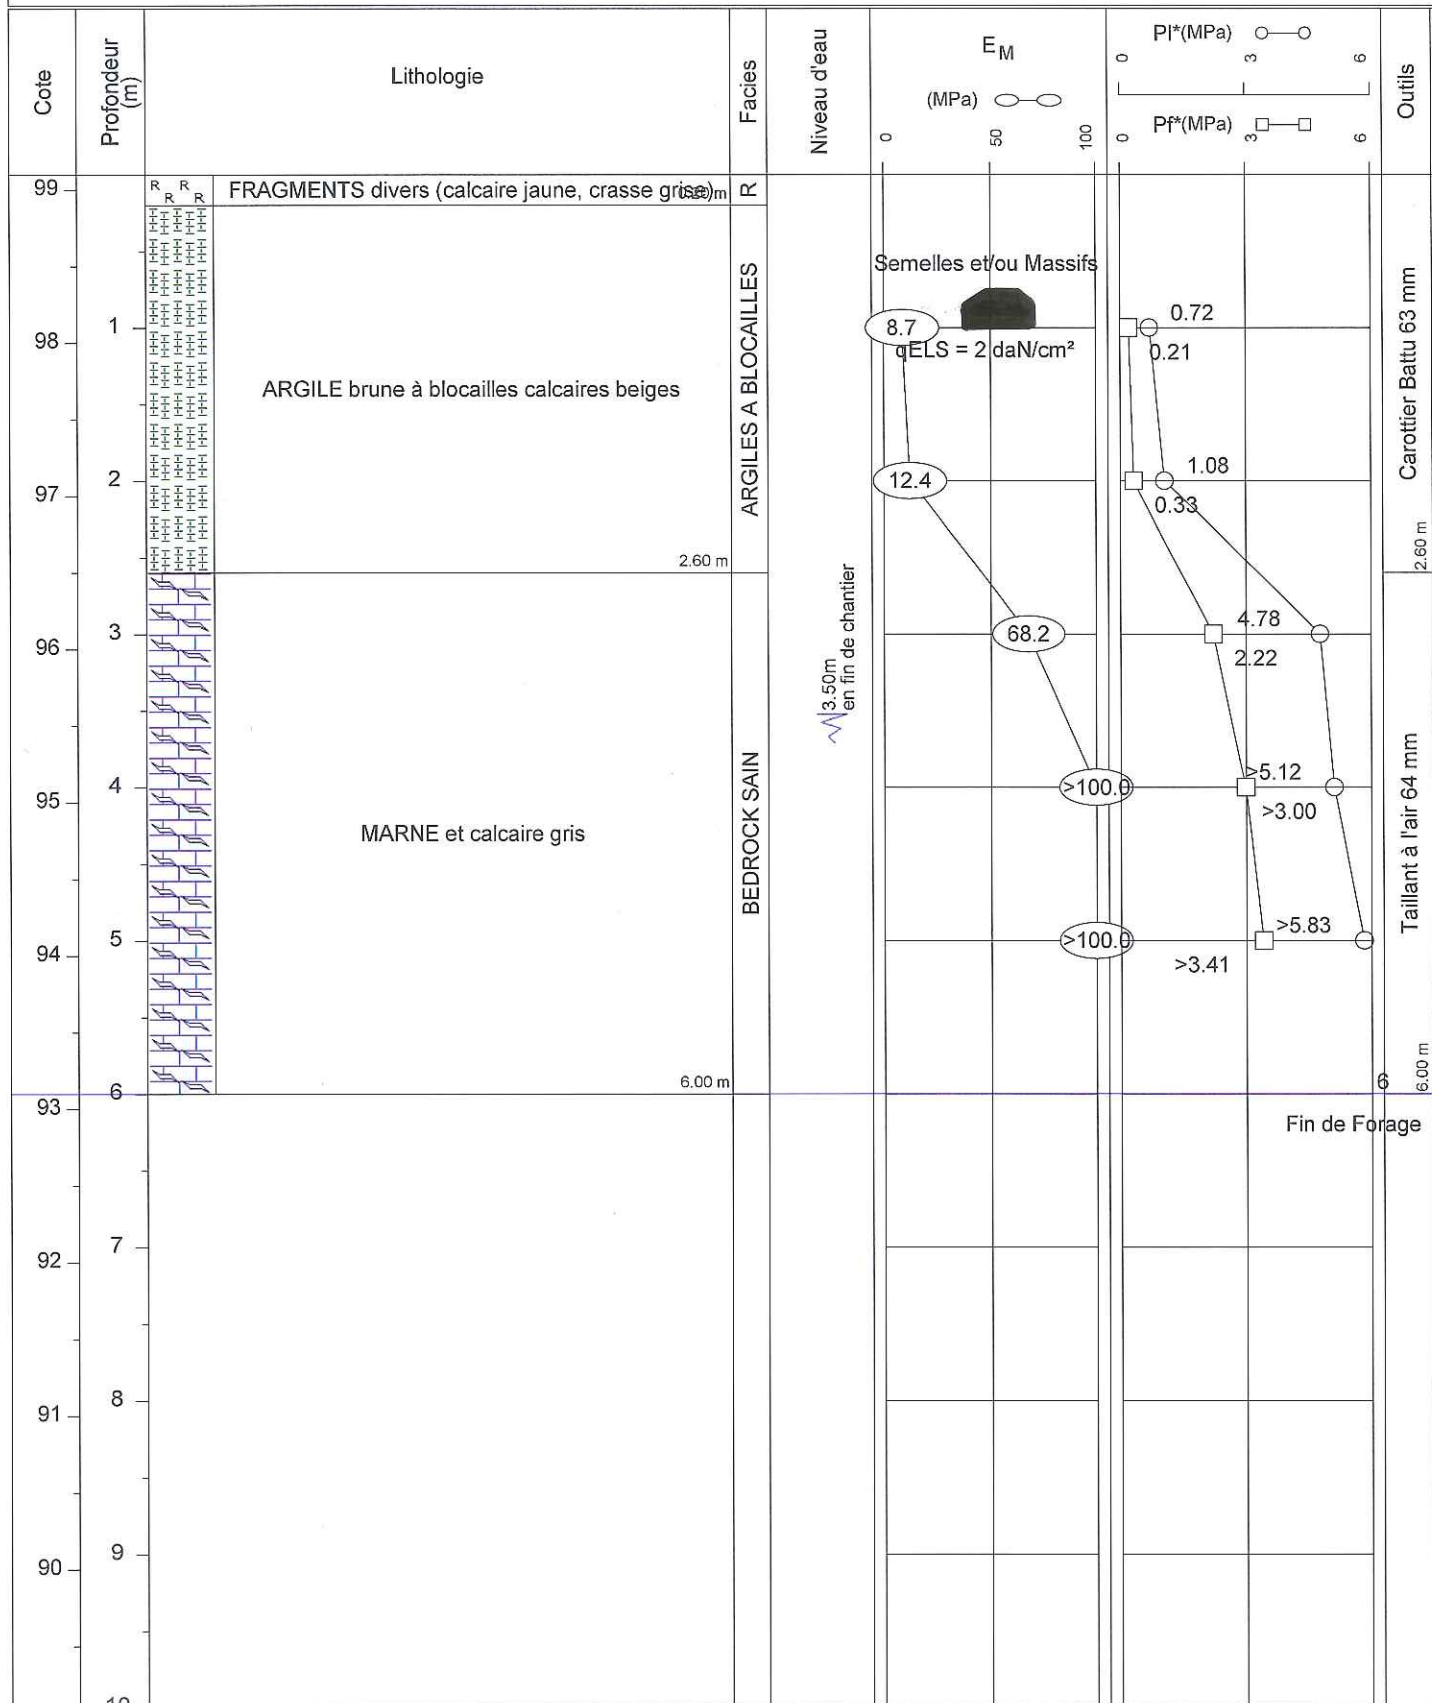 Cote
Profondeur
(m)
Lithologie
Facies
Niveau d'eau
E M
(MPa)
0
50
100
Pl*(MPa)
0
3
6
Pf*(MPa)
0
3
6
Outils
99
98
97
96
95
94
93
92
91
90
1
2
3
4
5
6
7
8
9
R R
R R
FRAGMENTS divers (calcaire jaune, crasse grise)
0.20 m
R
ARGILE brune à blocailles calcaires beiges
2.60 m
ARGILES A BLOCAILLES
MARNE et calcaire gris
6.00 m
BEDROCK SAIN
3.50m
en fin de chantier
Semelles et/ou Massifs
8.7
qELS = 2 daN/cm²
12.4
68.2
>100.0
>100.0
0.72
0.21
1.08
0.33
4.78
2.22
>5.12
>3.00
>5.83
>3.41
Carottier Battu 63 mm
2.60 m
Taillant à l'air 64 mm
6.00 m
6
Fin de Forage